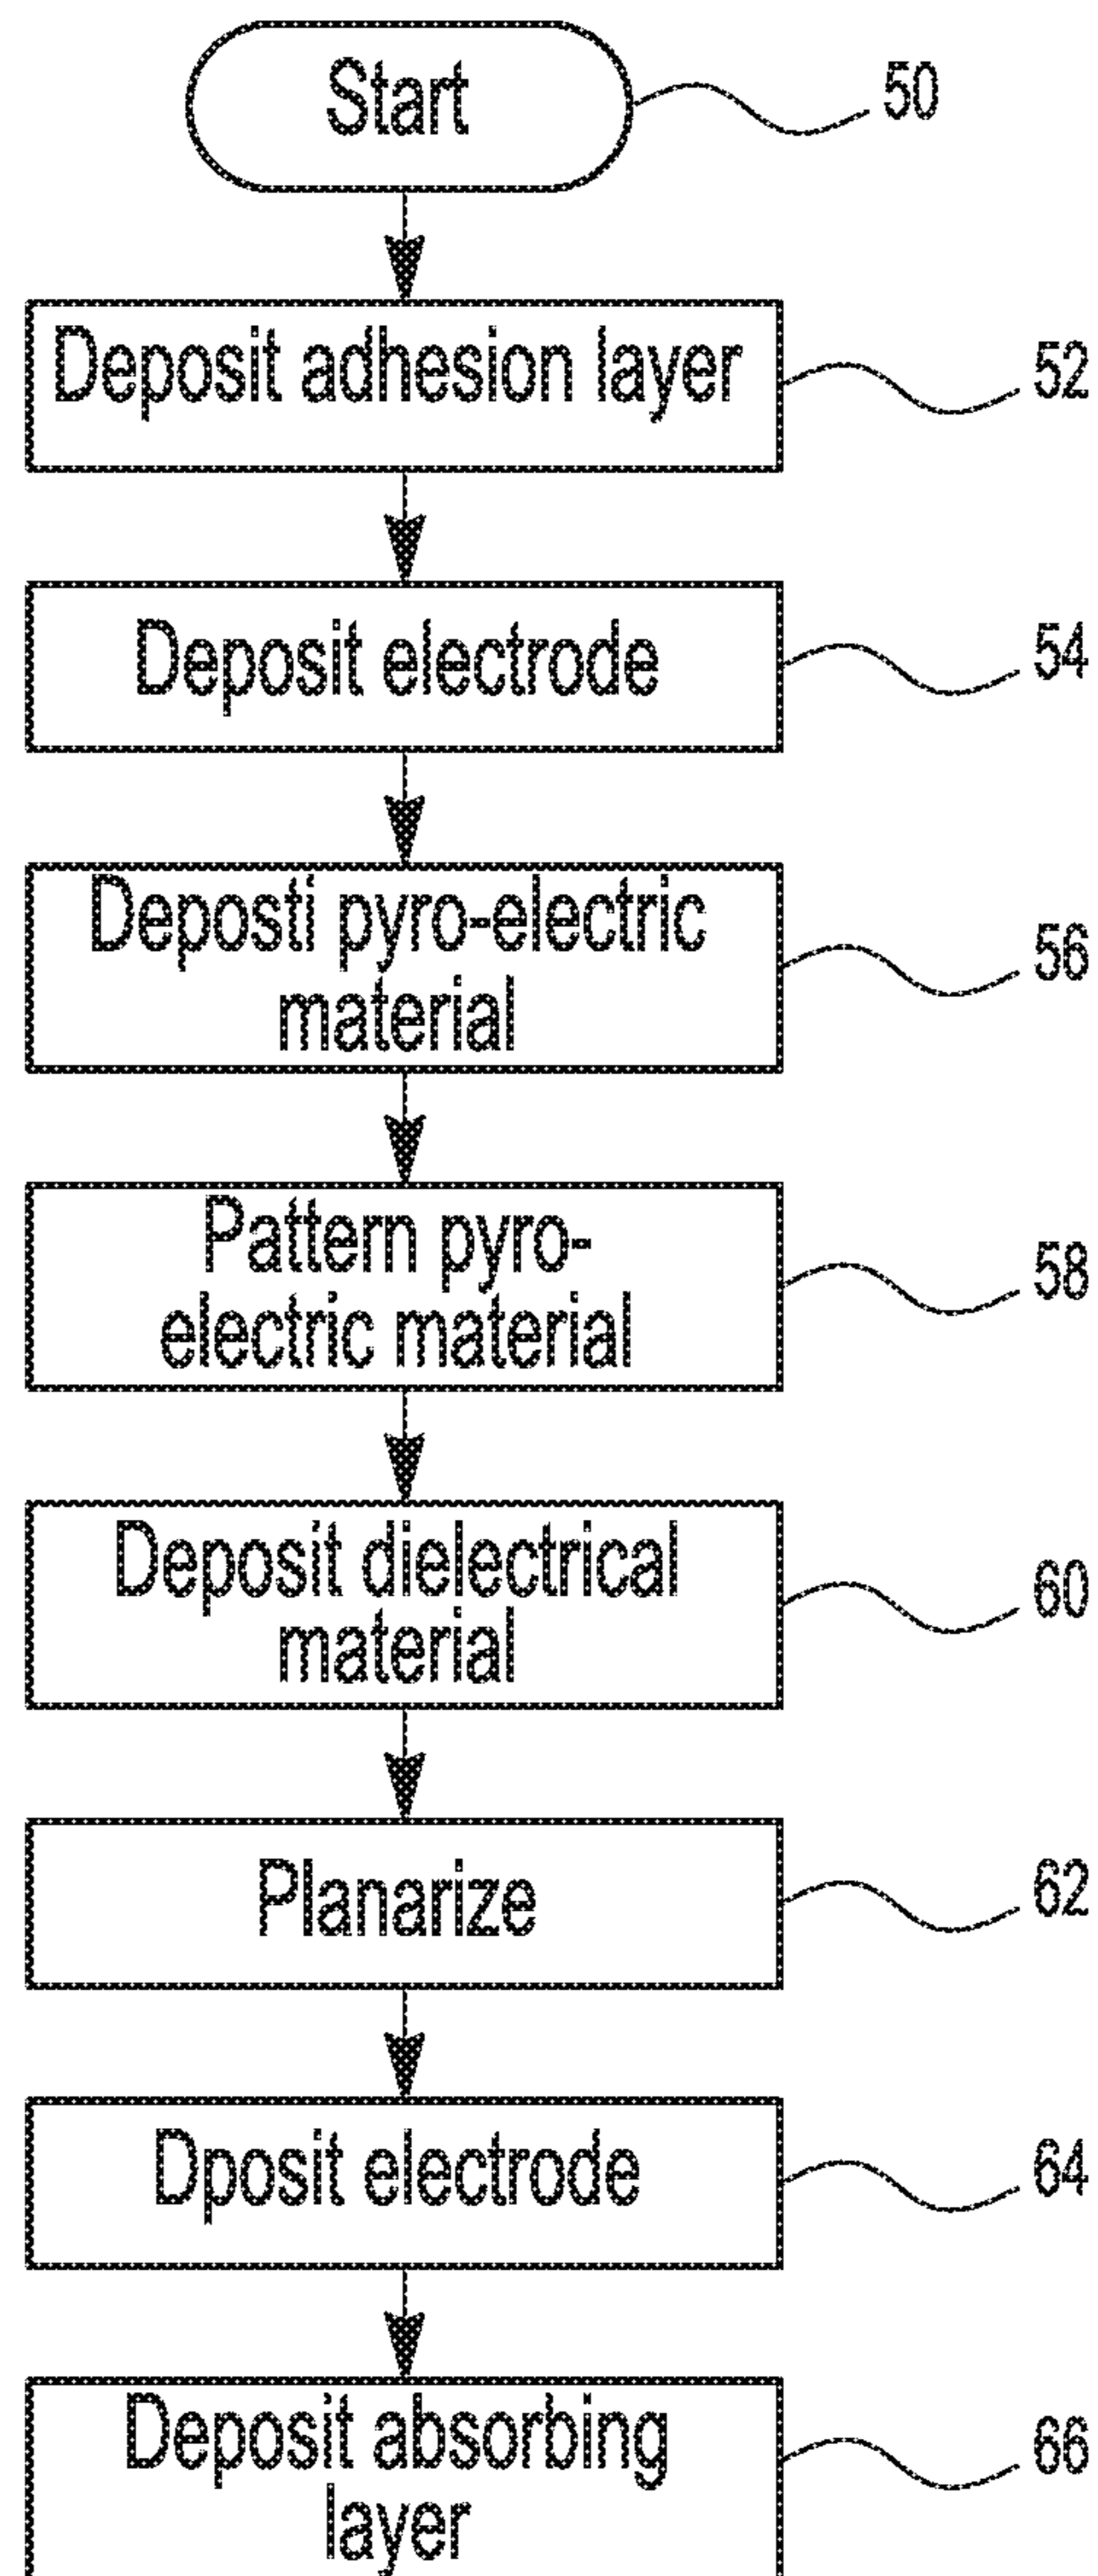 Start
50
Deposit adhesion layer
52
Deposit electrode
54
Deposti pyro-electric
material
56
Pattern pyro-
electric material
58
Deposit dielectrical
material
60
Planarize
62
Dposit electrode
64
Deposit absorbing
layer
66